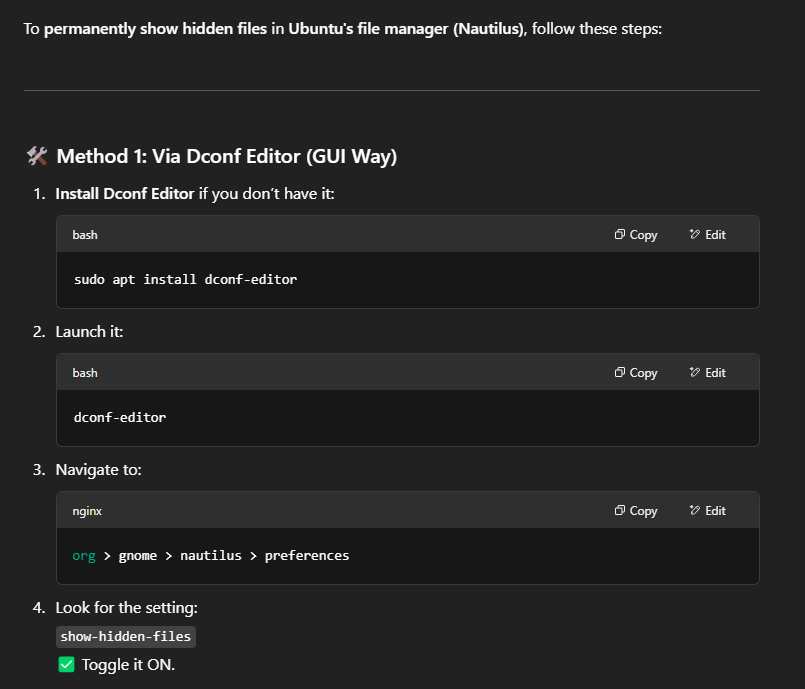 To permanently show hidden files in Ubuntu's file manager (Nautilus), follow these steps:
🛠️ Method 1: Via Dconf Editor (GUI Way)
1. Install Dconf Editor if you don’t have it:
bash Copy Edit
sudo apt install dconf-editor
2. Launch it:
bash Copy Edit
dconf-editor
3. Navigate to:
nginx Copy Edit
org > gnome > nautilus > preferences
4. Look for the setting:
show-hidden-files
✅ Toggle it ON.